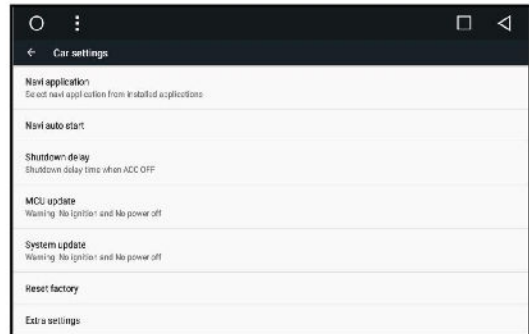 Car settings
Navi application
Select navi application from installed applications
Navi auto start
Shutdown delay
Shutdown delay time when ACC OFF
MCU update
Warning: No ignition and No power off
System update
Warning: No ignition and No power off
Reset factory
Extra settings